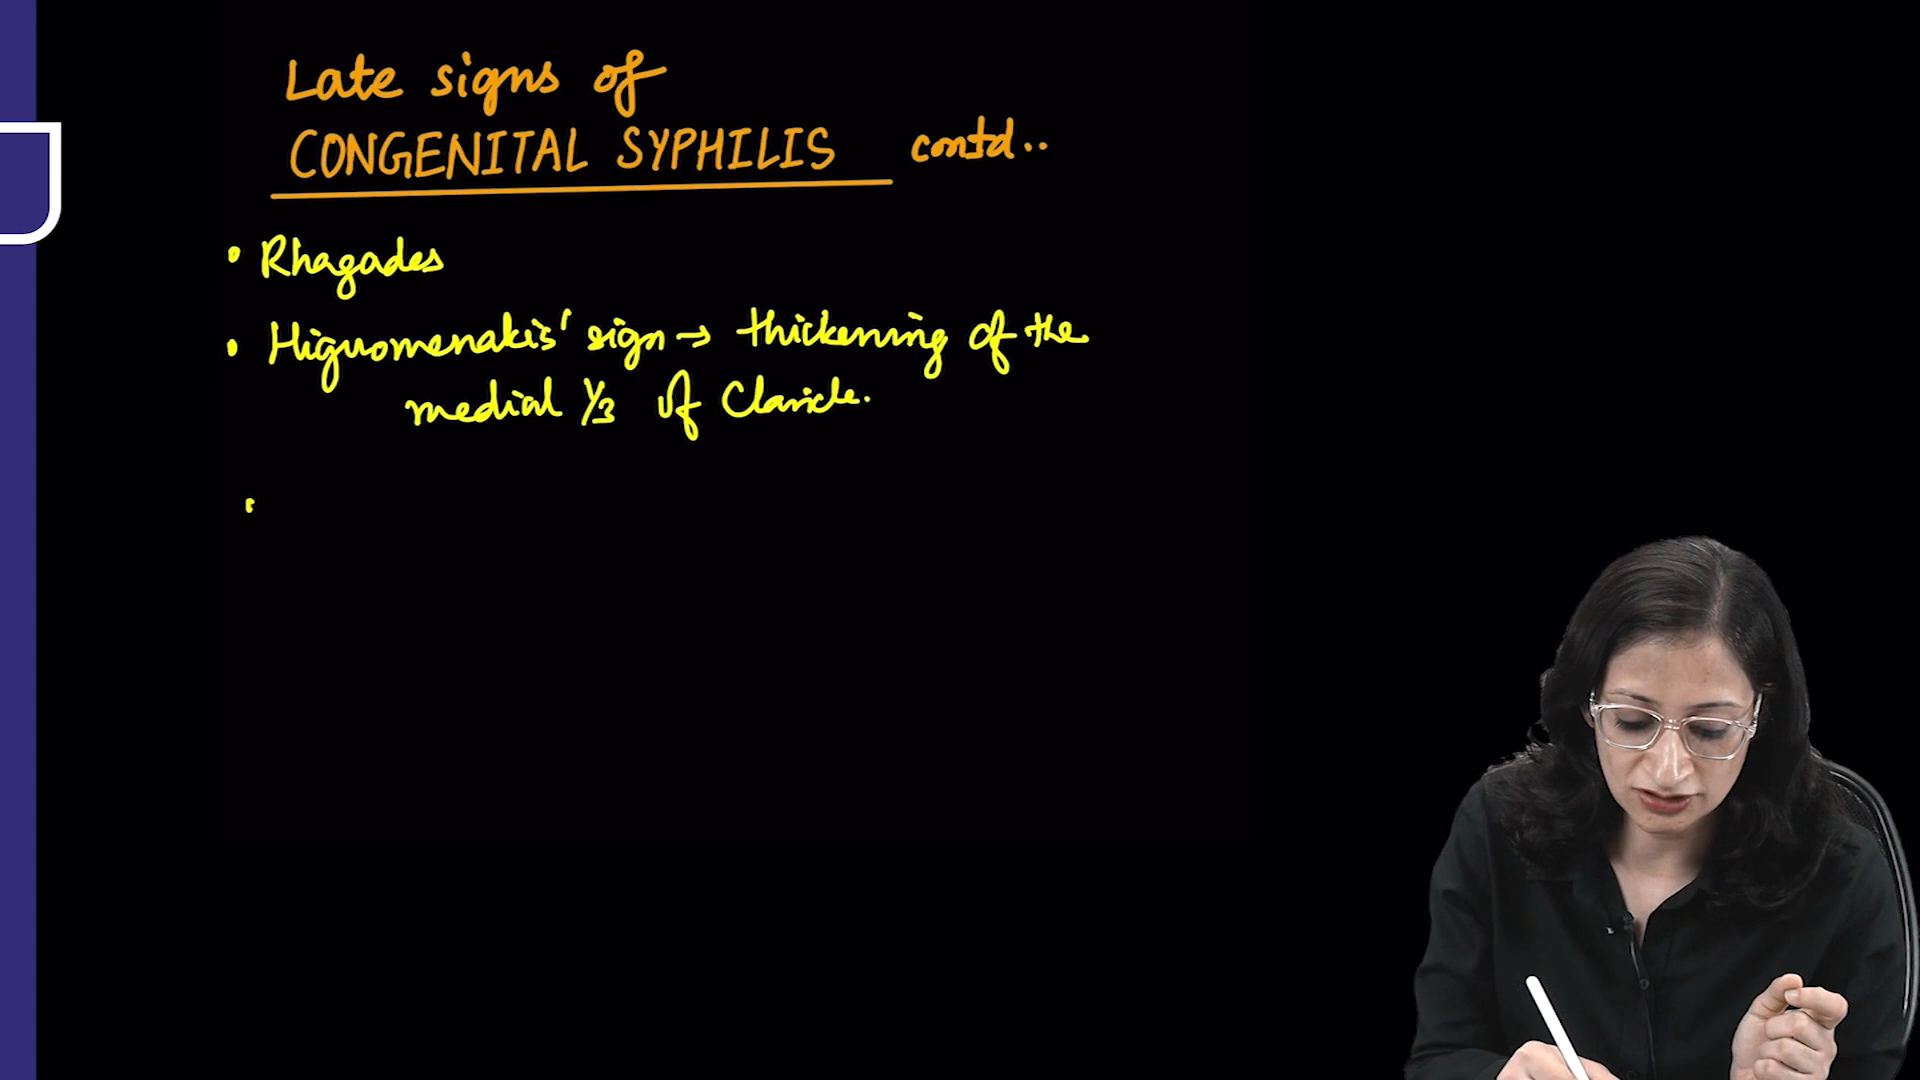 Late signs of
CONGENITAL SYPHILIS contd..
• Rhagades
• Higuomenakis' sign → thickening of the
medial 1/3 of Clavicle.
•